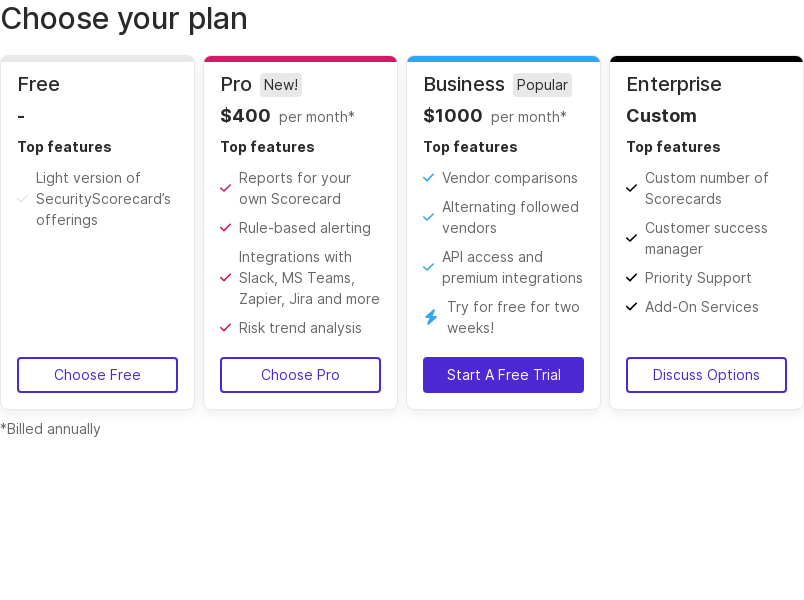 Choose your plan
Free
-
Top features
Light version of
SecurityScorecard’s
offerings
Choose Free
Pro New!
$400 per month*
Top features
Reports for your
own Scorecard
Rule-based alerting
Integrations with
Slack, MS Teams,
Zapier, Jira and more
Risk trend analysis
Choose Pro
Business Popular
$1000 per month*
Top features
Vendor comparisons
Alternating followed
vendors
API access and
premium integrations
Try for free for two
weeks!
Start A Free Trial
Enterprise
Custom
Top features
Custom number of
Scorecards
Customer success
manager
Priority Support
Add-On Services
Discuss Options
*Billed annually